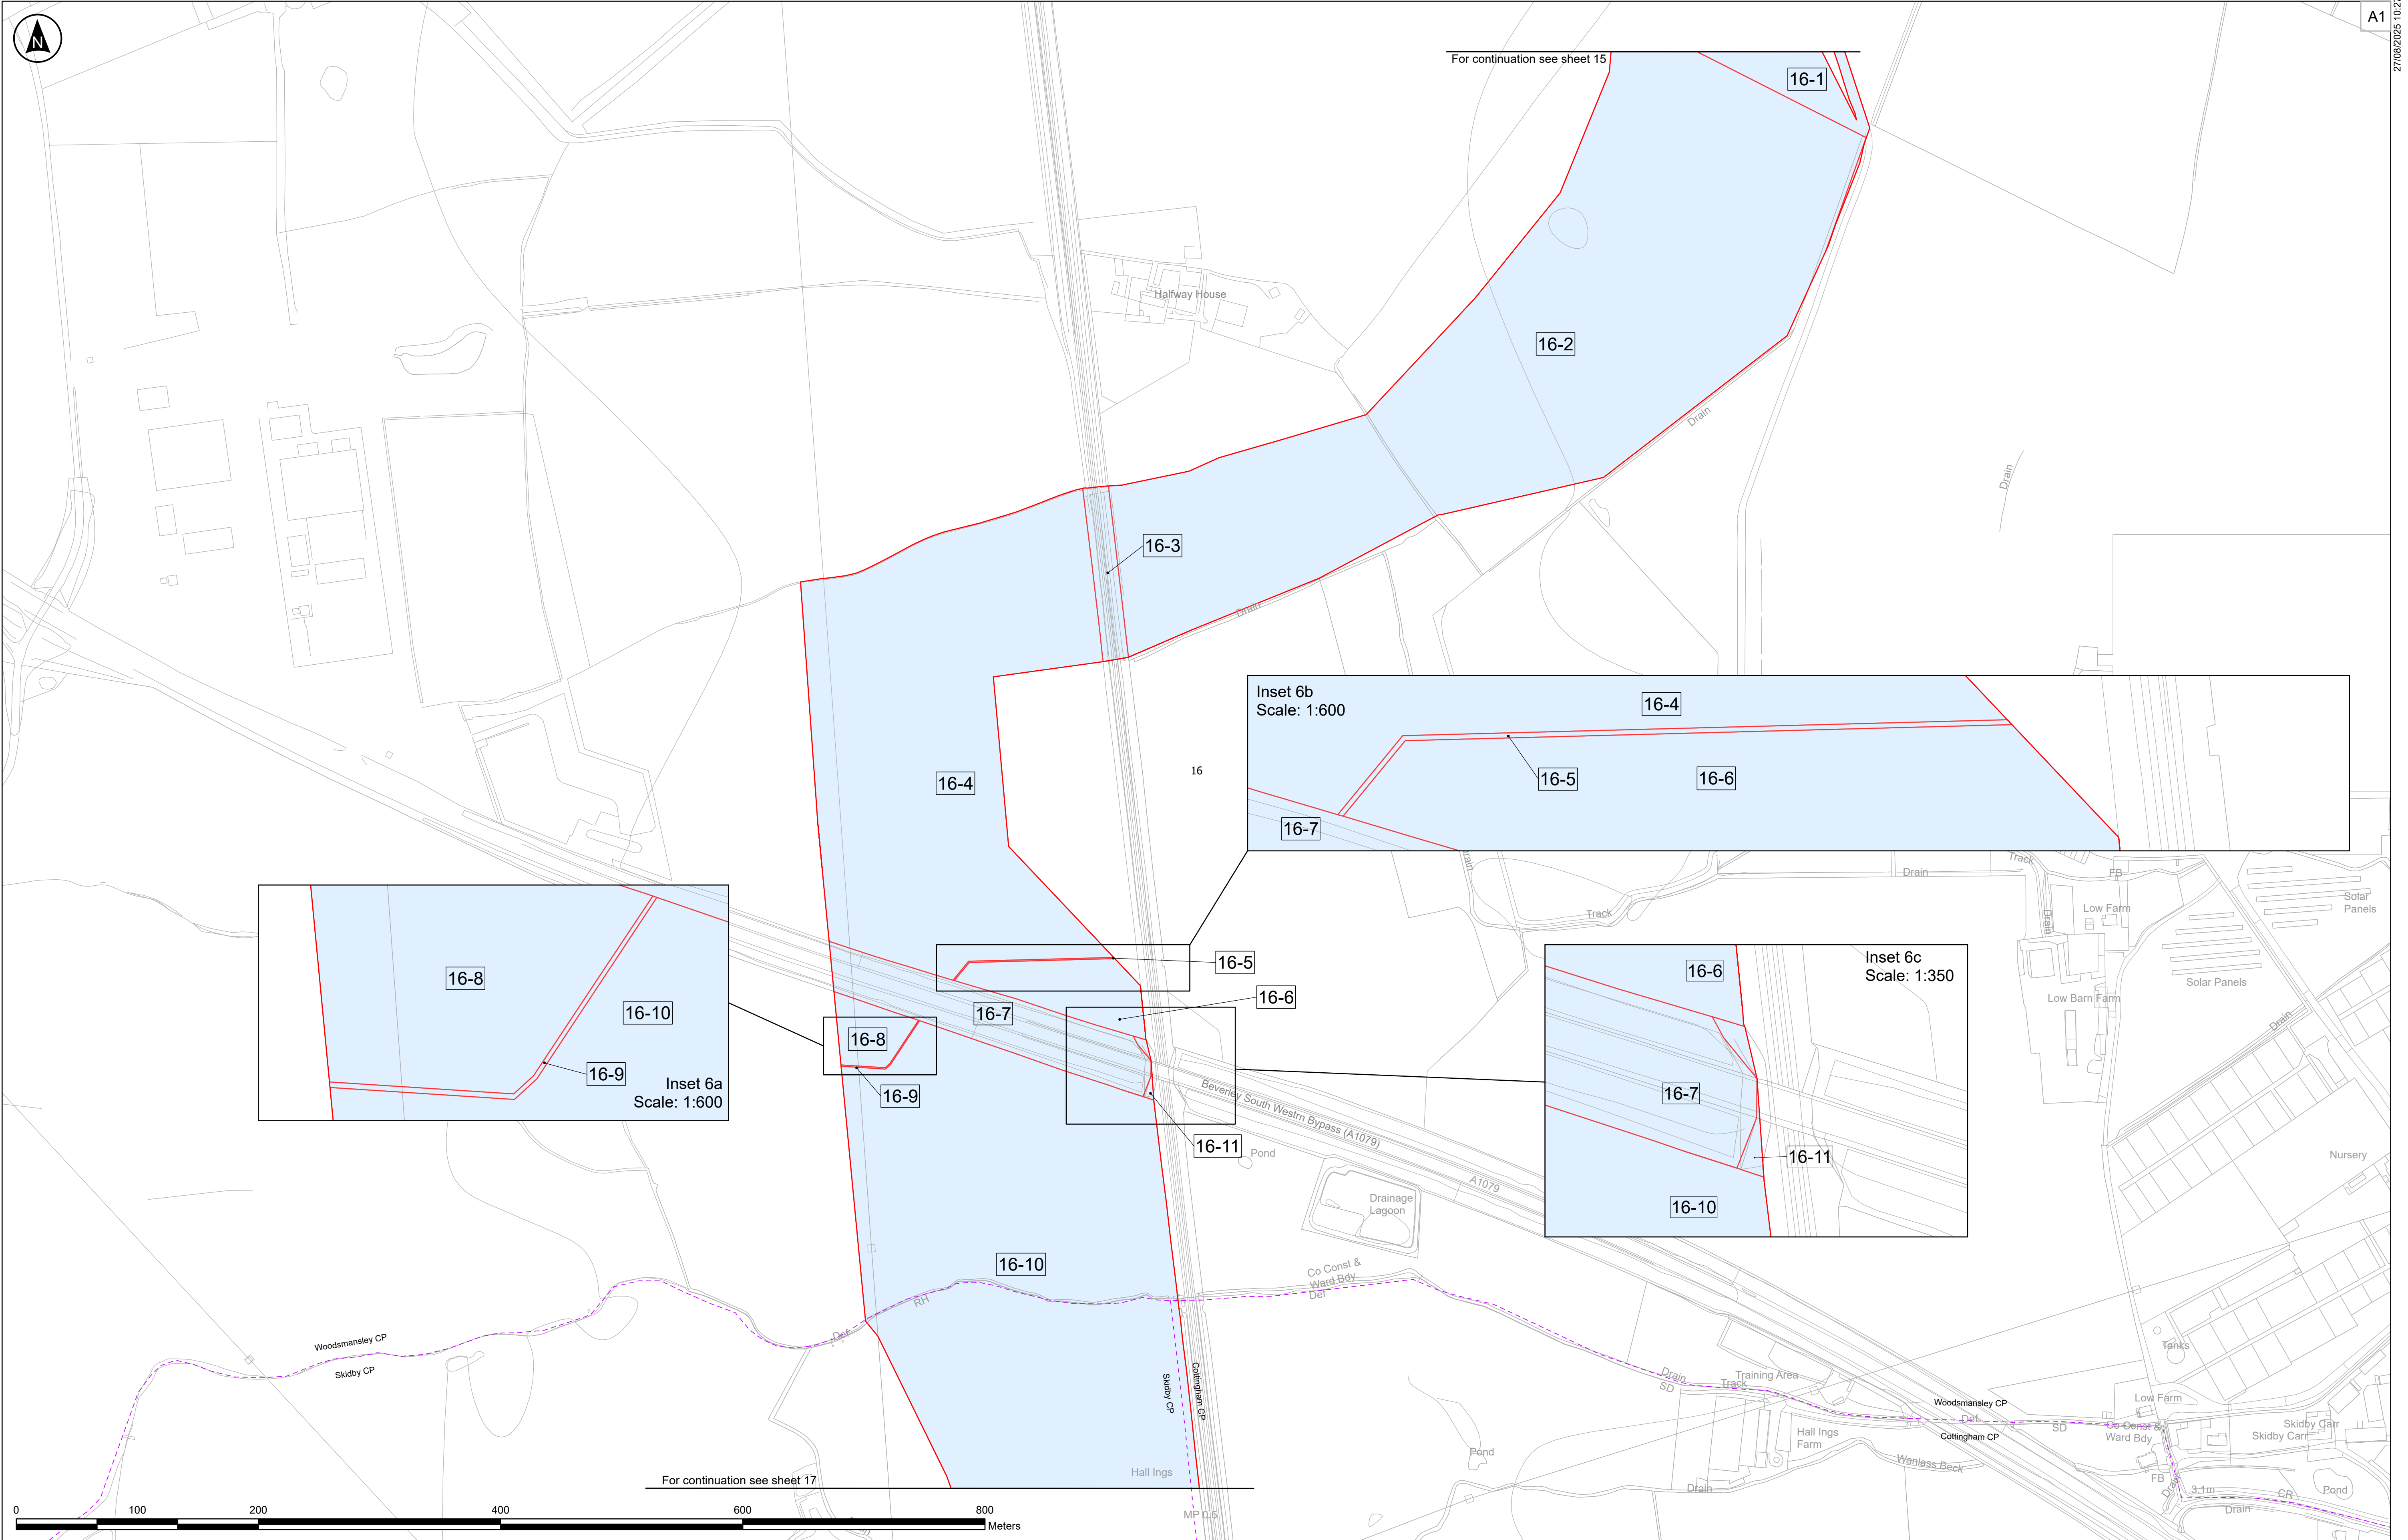 N
A1
For continuation see sheet 15
16-1
Halfway House
16-2
Drain
Drain
16-3
Drain
Inset 6b
Scale: 1:600
16-4
16-5
16-6
16-7
16
16-4
Track
Drain
FB
Drain
Low Farm
Solar
Panels
Track
Solar Panels
Low Barn Farm
Drain
16-8
16-10
16-9
Inset 6a
Scale: 1:600
16-5
16-6
16-7
16-8
16-9
16-11
Inset 6c
Scale: 1:350
16-6
16-7
16-11
16-10
Beverley South Westrn Bypass (A1079)
Pond
A1079
Drainage
Lagoon
Nursery
16-10
Co Const &
Ward Bdy
Def
RH
Def
Woodsmansley CP
Skidby CP
Skidby CP
Cottingham CP
Drain
SD
Track
Training Area
Tanks
Woodsmansley CP
Def
Cottingham CP
SD
Low Farm
Co Const &
Ward Bdy
Skidby Carr
Skidby Carr
Hall Ings
Farm
Pond
Wanlass Beck
Drain
FB
Drain
3.1m
CR
Pond
Drain
Hall Ings
For continuation see sheet 17
MP 0.5
0 100 200 400 600 800
Meters